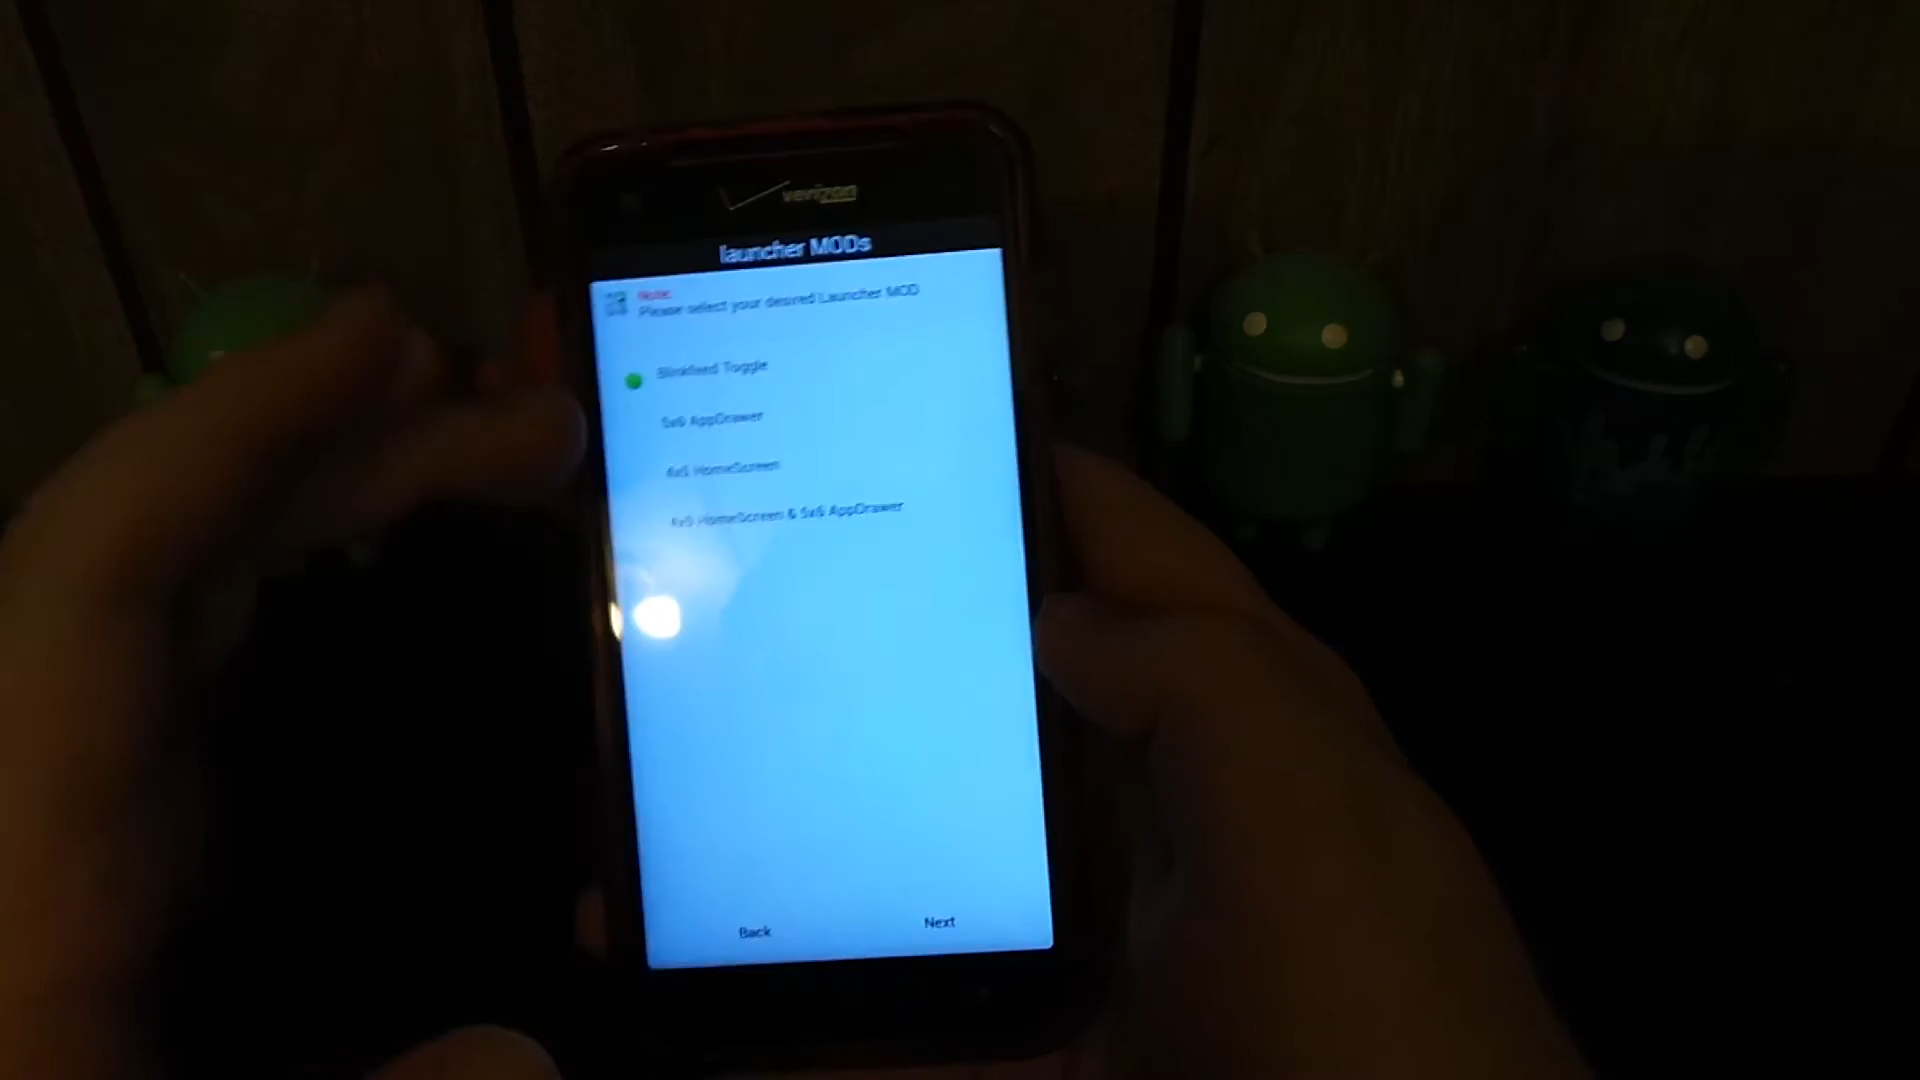 verizon
launcher MODs
Note:
Please select your desired Launcher MOD
Blinkfeed Toggle
5x6 AppDrawer
4x5 HomeScreen
4x5 HomeScreen & 5x6 AppDrawer
Back
Next